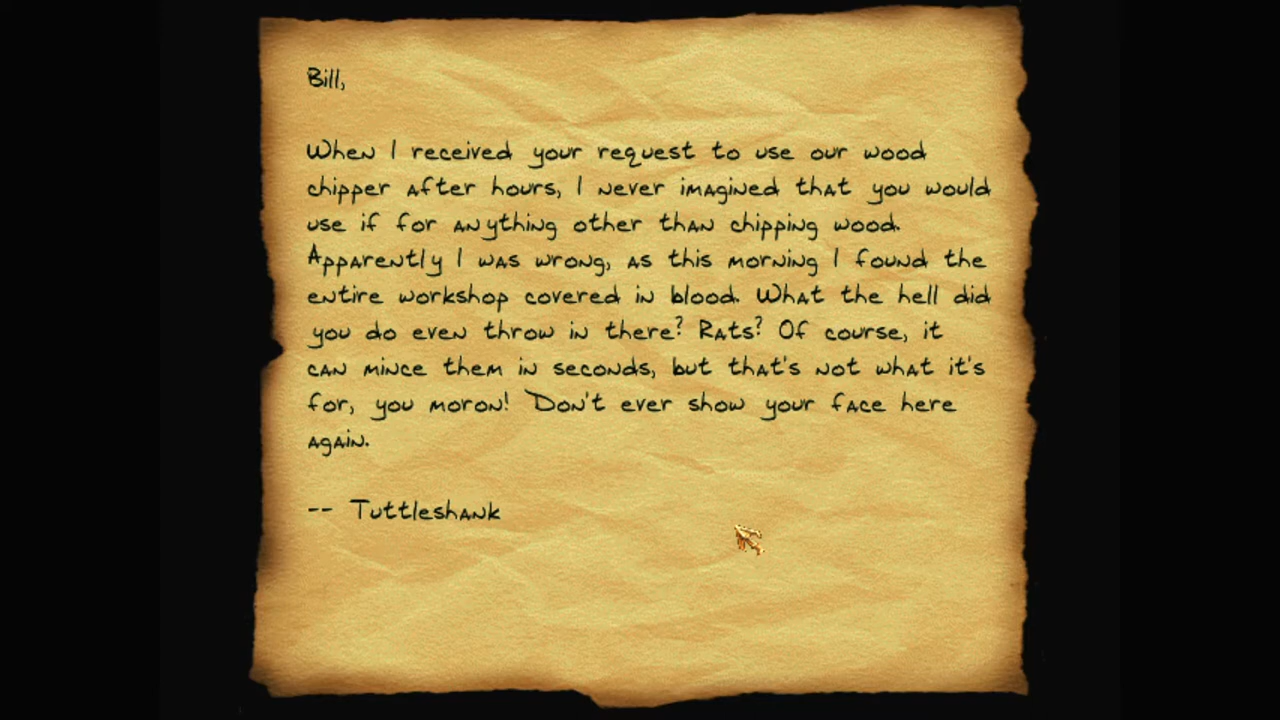 Bill,
When I received your request to use our wood
chipper after hours, I never imagined that you would
use if for anything other than chipping wood.
Apparently I was wrong, as this morning I found the
entire workshop covered in blood. What the hell did
you do even throw in there? Rats? Of course, it
can mince them in seconds, but that's not what it's
for, you moron! Don't ever show your face here
again.
-- Tuttleshank